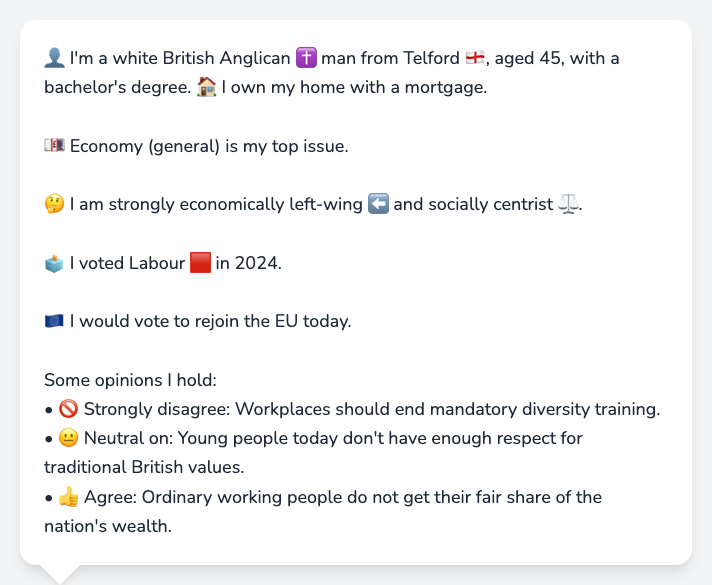 👤 I'm a white British Anglican ✝️ man from Telford 🏴󠁧󠁢󠁥󠁮󠁧󠁿, aged 45, with a
bachelor's degree. 🏠 I own my home with a mortgage.
💷 Economy (general) is my top issue.
🤔 I am strongly economically left-wing ⬅️ and socially centrist ⚖️.
🗳️ I voted Labour 🟥 in 2024.
🇪🇺 I would vote to rejoin the EU today.
Some opinions I hold:
• 🚫 Strongly disagree: Workplaces should end mandatory diversity training.
• 😐 Neutral on: Young people today don't have enough respect for
traditional British values.
• 👍 Agree: Ordinary working people do not get their fair share of the
nation's wealth.